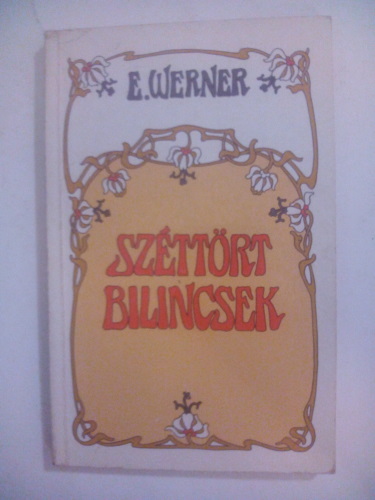 E. WERNER
SZÉTTÖRT
BILINCSEK